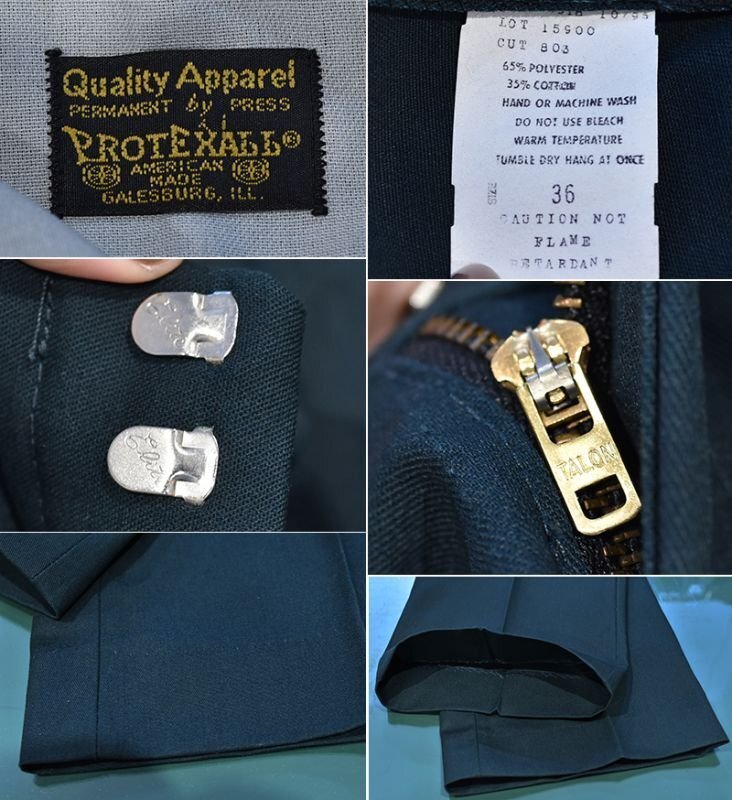 Quality Apparel
PERMANENT by PRESS
PROTEXALL®
AMERICAN
MADE
GALESBURG, ILL.
10/95
LOT 15900
CUT 803
65% POLYESTER
35% COTTON
HAND OR MACHINE WASH
DO NOT USE BLEACH
WARM TEMPERATURE
TUMBLE DRY HANG AT ONCE
SIZE
36
CAUTION NOT
FLAME
RETARDANT
TALON